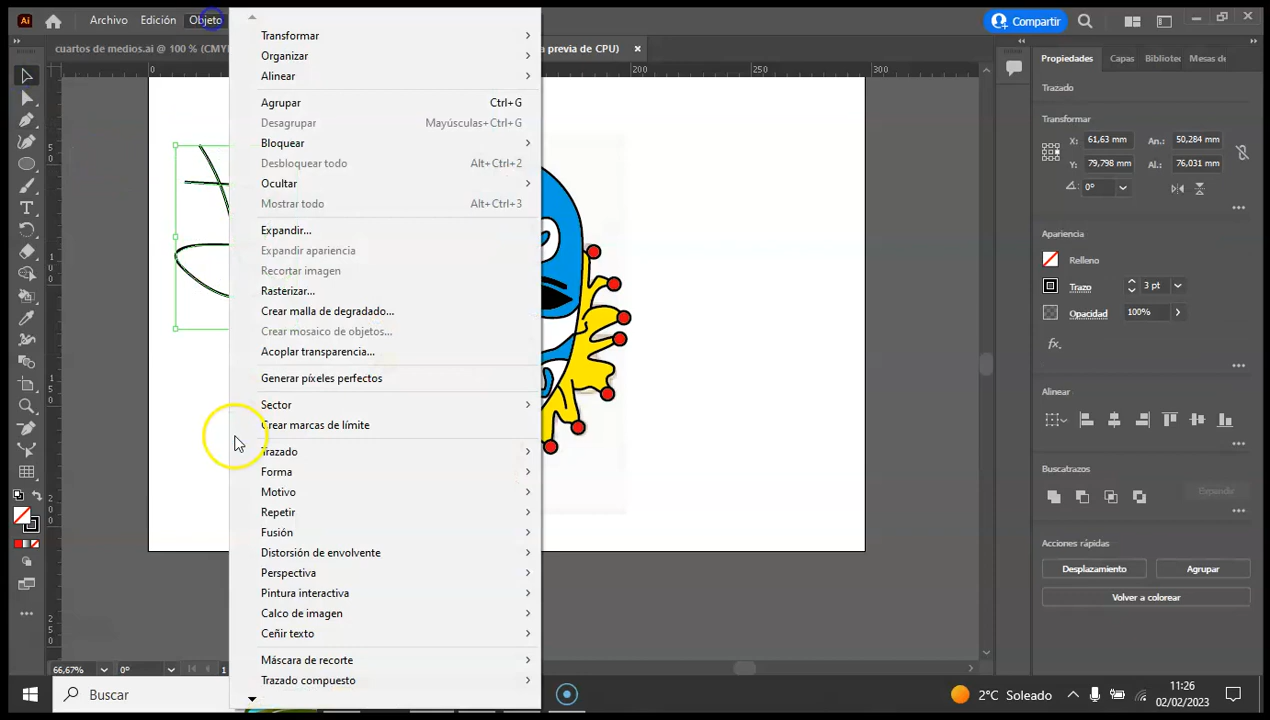 Ai
Archivo
Edición
Objeto
Compartir
cuartos de medios.ai @ 100 % (CMY
a previa de CPU)
×
0
200
250
300
Transformar
Organizar
Alinear
Agrupar Ctrl+G
Desagrupar Mayúsculas+Ctrl+G
Bloquear
Desbloquear todo Alt+Ctrl+2
Ocultar
Mostrar todo Alt+Ctrl+3
Expandir...
Expandir apariencia
Recortar imagen
Rasterizar...
Crear malla de degradado...
Crear mosaico de objetos...
Acoplar transparencia...
Generar píxeles perfectos
Sector
Crear marcas de límite
Trazado
Forma
Motivo
Repetir
Fusión
Distorsión de envolvente
Perspectiva
Pintura interactiva
Calco de imagen
Ceñir texto
Máscara de recorte
Trazado compuesto
Propiedades
Capas
Bibliotec
Mesas de
Trazado
Transformar
X: 61,63 mm An.: 50,284 mm
Y: 79,798 mm Al.: 76,031 mm
0°
Apariencia
Relleno
Trazo 3 pt
Opacidad 100%
fx.
Alinear
Buscatrazos
Expandir
Acciones rápidas
Desplazamiento
Agrupar
Volver a colorear
66,67%
0°
1
Buscar
2°C Soleado
11:26
02/02/2023